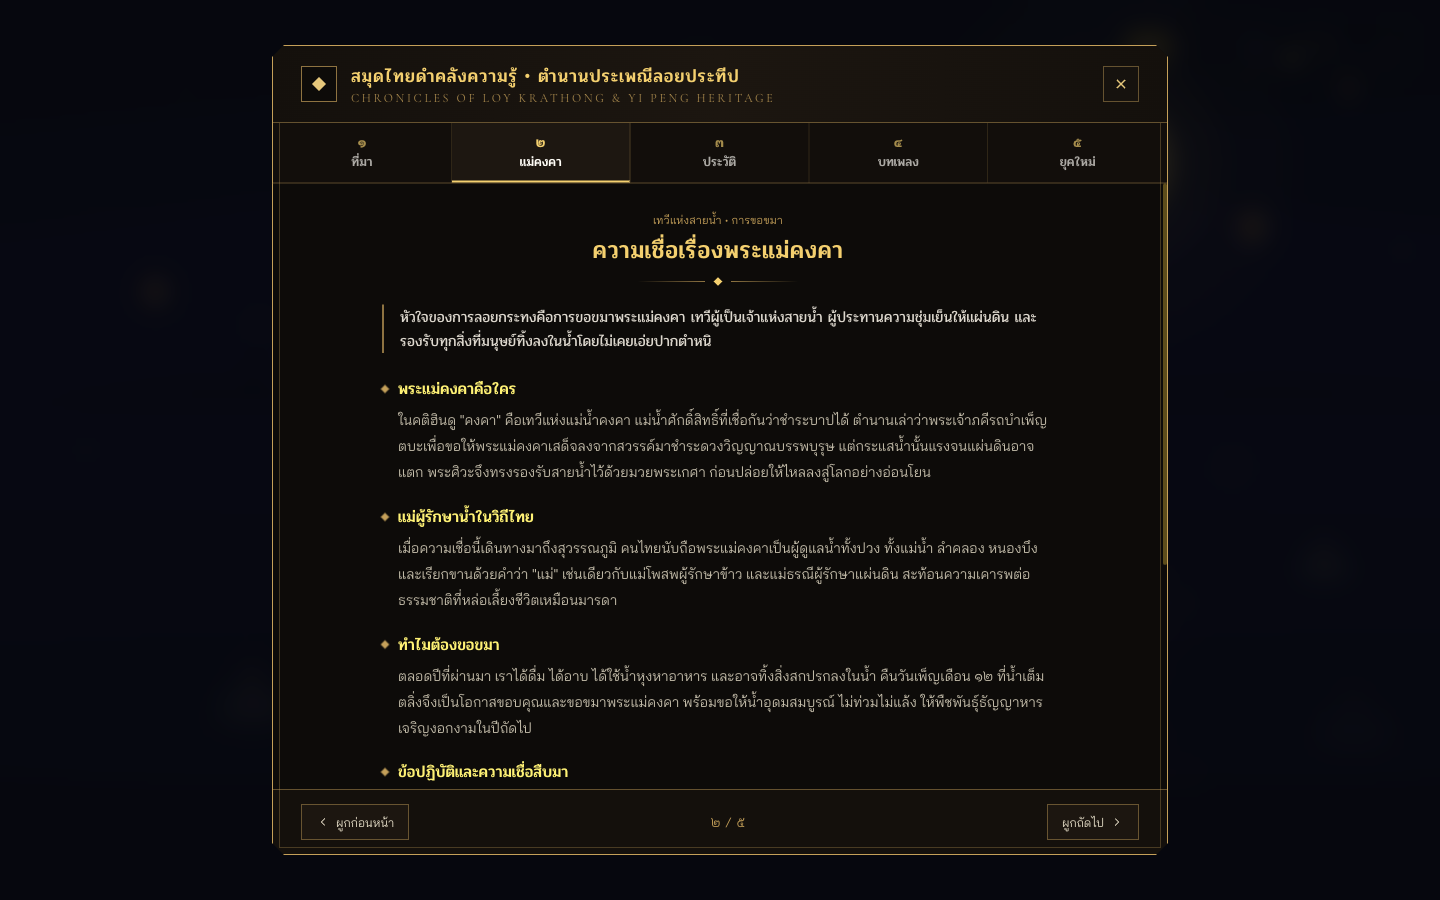 สมุดไทยดำคลังความรู้ • ตำนานประเพณีลอยประทีป
CHRONICLES OF LOY KRATHONG & YI PENG HERITAGE
๑
ที่มา
๒
แม่คงคา
๓
ประวัติ
๔
บทเพลง
๕
ยุคใหม่
เทวีแห่งสายน้ำ • การขอขมา
ความเชื่อเรื่องพระแม่คงคา
หัวใจของการลอยกระทงคือการขอขมาพระแม่คงคา เทวีผู้เป็นเจ้าแห่งสายน้ำ ผู้ประทานความชุ่มเย็นให้แผ่นดิน และ
รองรับทุกสิ่งที่มนุษย์ทิ้งลงในน้ำโดยไม่เคยเอ่ยปากตำหนิ
พระแม่คงคาคือใคร
ในคติฮินดู "คงคา" คือเทวีแห่งแม่น้ำคงคา แม่น้ำศักดิ์สิทธิ์ที่เชื่อกันว่าชำระบาปได้ ตำนานเล่าว่าพระเจ้าภคีรถบำเพ็ญ
ตบะเพื่อขอให้พระแม่คงคาเสด็จลงจากสวรรค์มาชำระดวงวิญญาณบรรพบุรุษ แต่กระแสน้ำนั้นแรงจนแผ่นดินอาจ
แตก พระศิวะจึงทรงรองรับสายน้ำไว้ด้วยมวยพระเกศา ก่อนปล่อยให้ไหลลงสู่โลกอย่างอ่อนโยน
แม่ผู้รักษาน้ำในวิถีไทย
เมื่อความเชื่อนี้เดินทางมาถึงสุวรรณภูมิ คนไทยนับถือพระแม่คงคาเป็นผู้ดูแลน้ำทั้งปวง ทั้งแม่น้ำ ลำคลอง หนองบึง
และเรียกขานด้วยคำว่า "แม่" เช่นเดียวกับแม่โพสพผู้รักษาข้าว และแม่ธรณีผู้รักษาแผ่นดิน สะท้อนความเคารพต่อ
ธรรมชาติที่หล่อเลี้ยงชีวิตเหมือนมารดา
ทำไมต้องขอขมา
ตลอดปีที่ผ่านมา เราได้ดื่ม ได้อาบ ได้ใช้น้ำหุงหาอาหาร และอาจทิ้งสิ่งสกปรกลงในน้ำ คืนวันเพ็ญเดือน ๑๒ ที่น้ำเต็ม
ตลิ่งจึงเป็นโอกาสขอบคุณและขอขมาพระแม่คงคา พร้อมขอให้น้ำอุดมสมบูรณ์ ไม่ท่วมไม่แล้ง ให้พืชพันธุ์ธัญญาหาร
เจริญงอกงามในปีถัดไป
ข้อปฏิบัติและความเชื่อสืบมา
ผูกก่อนหน้า
๒ / ๕
ผูกถัดไป